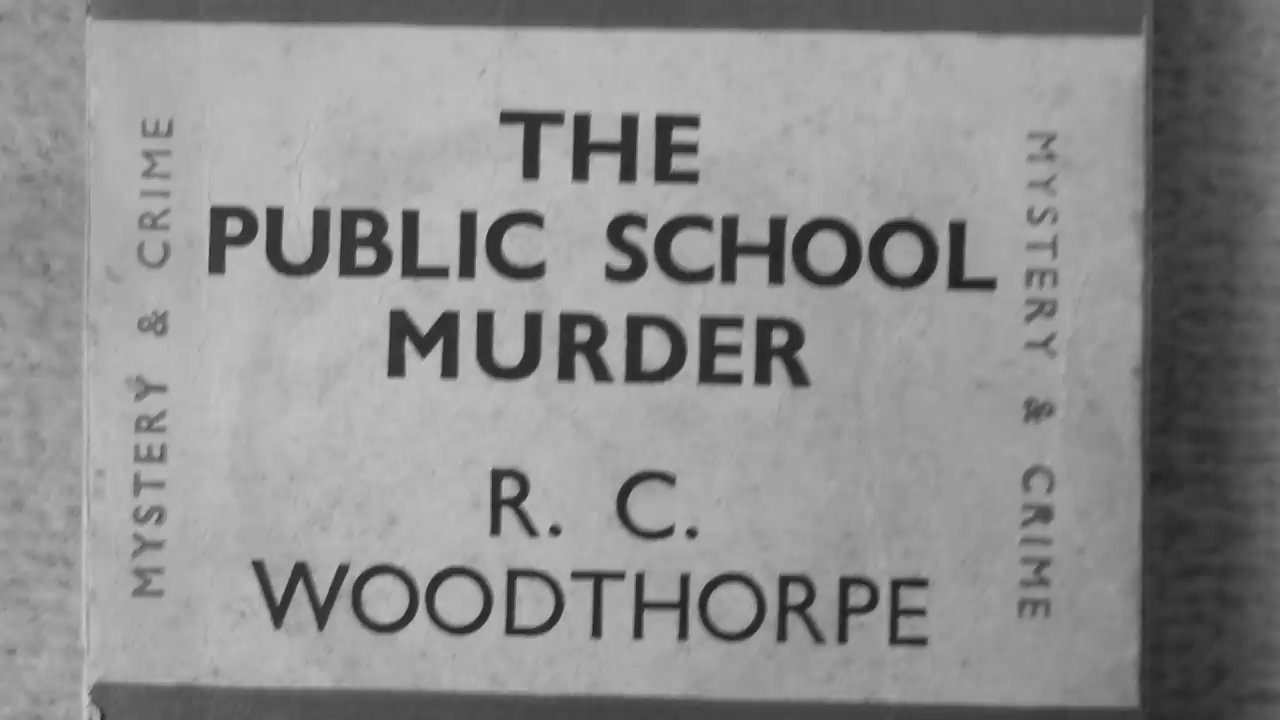 THE
PUBLIC SCHOOL
MURDER
R. C.
WOODTHORPE
MYSTERY & CRIME
MYSTERY & CRIME